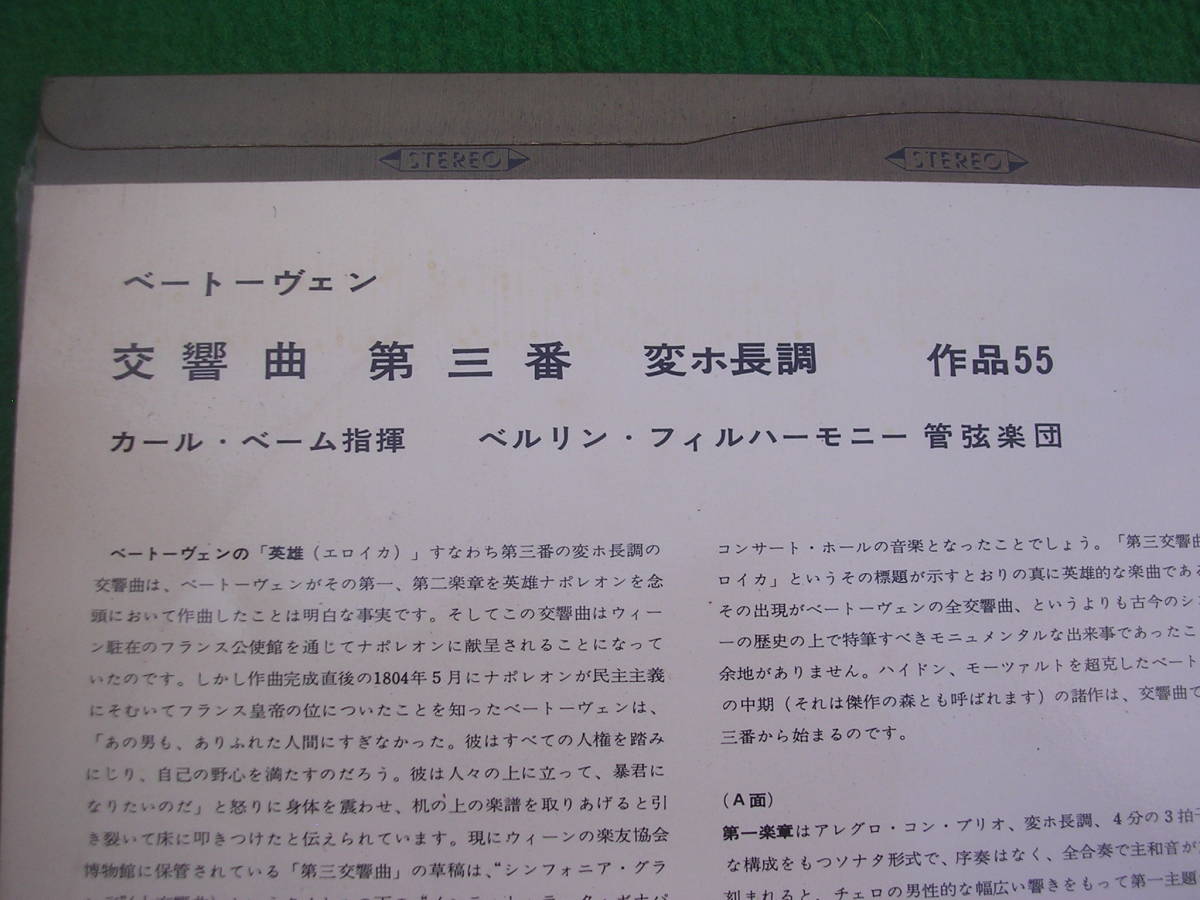 STEREO STEREO
ベートーヴェン
交響曲 第三番 変ホ長調 作品55
カール・ベーム指揮 ベルリン・フィルハーモニー管弦楽団
ベートーヴェンの「英雄(エロイカ)」すなわち第三番の変ホ長調の
交響曲は、ベートーヴェンがその第一、第二楽章を英雄ナポレオンを念
頭において作曲したことは明白な事実です。そしてこの交響曲はウィー
ン駐在のフランス公使館を通じてナポレオンに献呈されることになって
いたのです。しかし作曲完成直後の1804年5月にナポレオンが民主主義
にそむいてフランス皇帝の位についたことを知ったベートーヴェンは、
「あの男も、ありふれた人間にすぎなかった。彼はすべての人権を踏み
にじり、自己の野心を満たすのだろう。彼は人々の上に立って、暴君に
なりたいのだ」と怒りに身体を震わせ、机の上の楽譜を取りあげると引
き裂いて床に叩きつけたと伝えられています。現にウィーンの楽友協会
博物館に保管されている「第三交響曲」の草稿は、“シンフォニア・グラ
コンサート・ホールの音楽となったことでしょう。「第三交響曲
ロイカ」というその標題が示すとおりの真に英雄的な楽曲である
その出現がベートーヴェンの全交響曲、というよりも古今のシン
ーの歴史の上で特筆すべきモニュメンタルな出来事であったこ
余地がありません。ハイドン、モーツァルトを超克したベート
の中期(それは傑作の森とも呼ばれます)の諸作は、交響曲で
三番から始まるのです。
(A面)
第一楽章はアレグロ・コン・ブリオ、変ホ長調、4分の3拍子
な構成をもつソナタ形式で、序奏はなく、全合奏で主和音が
刻まれると、チェロの男性的な幅広い響きをもって第一主題